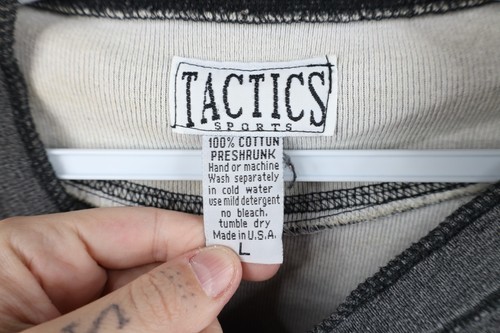 TACTICS
SPORTS
100% COTTON
PRESHRUNK
Hand or machine
Wash separately
in cold water
use mild detergent
no bleach,
tumble dry
Made in U.S.A.
L